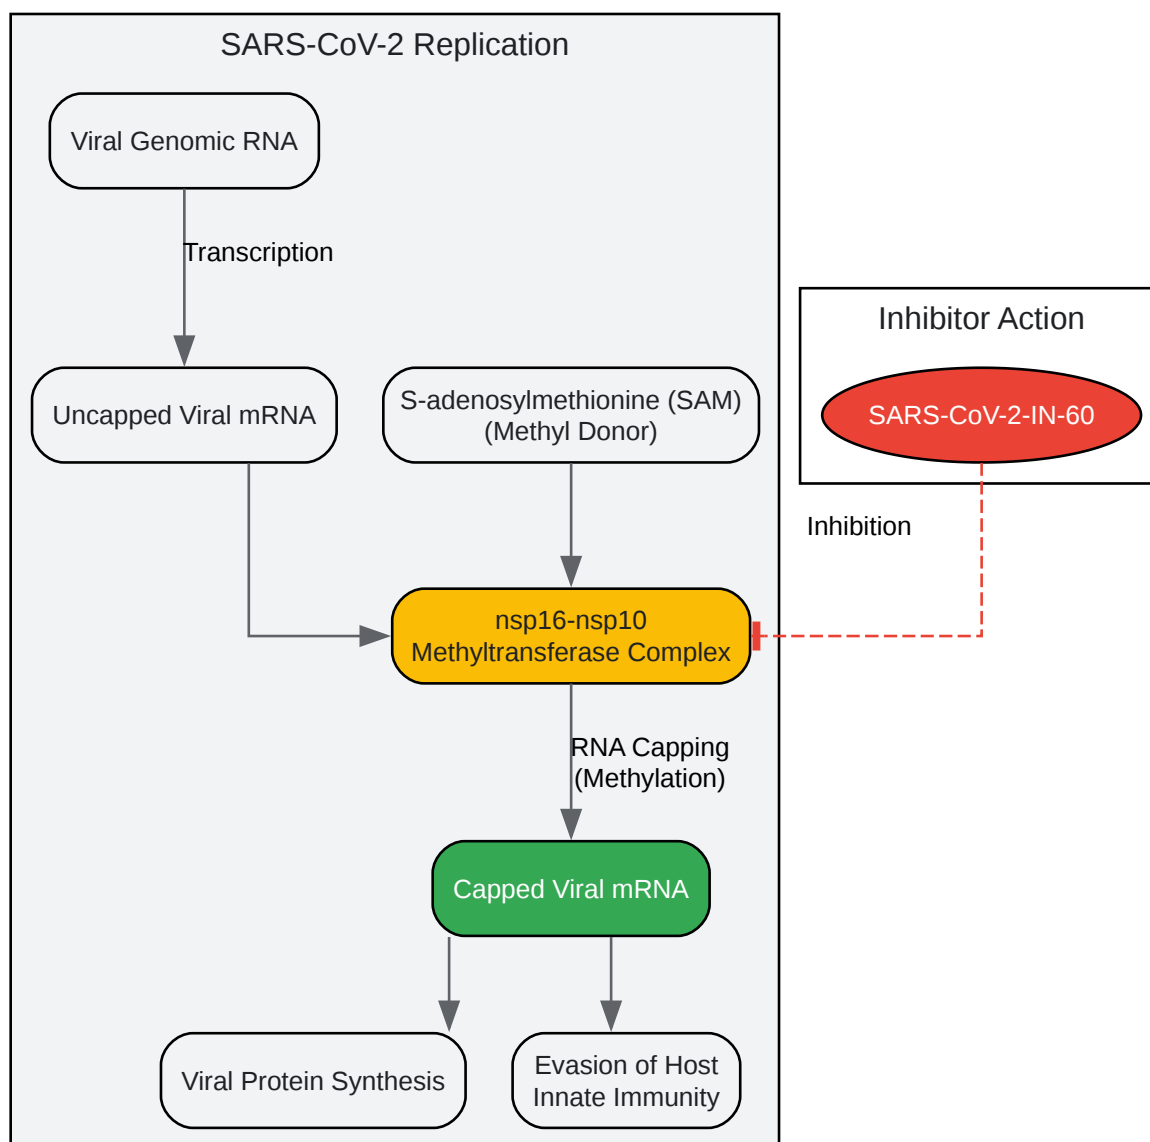 SARS-CoV-2 Replication
Viral Genomic RNA
Transcription
Inhibitor Action
Uncapped Viral mRNA
S-adenosylmethionine (SAM)
(Methyl Donor)
SARS-CoV-2-IN-60
Inhibition
nsp16-nsp10
Methyltransferase Complex
RNA Capping
(Methylation)
Capped Viral mRNA
Viral Protein Synthesis
Evasion of Host
Innate Immunity